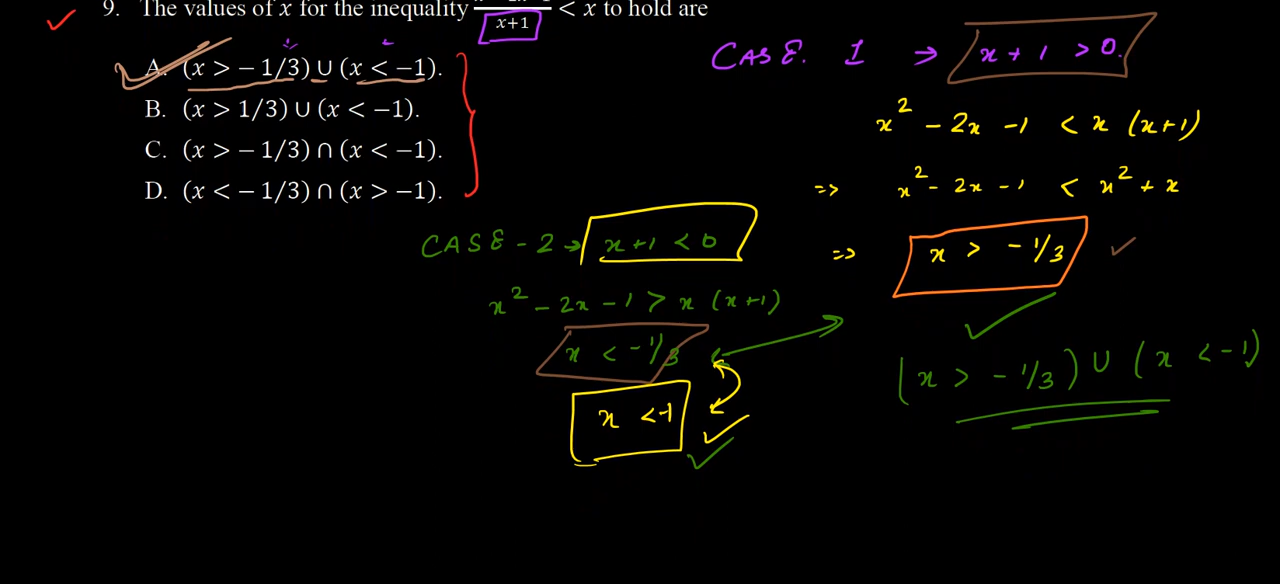 9. The values of x for the inequality /(x+1) < x to hold are
A. (x > − 1/3) ∪ (x < −1).
B. (x > 1/3) ∪ (x < −1).
C. (x > − 1/3) ∩ (x < −1).
D. (x < − 1/3) ∩ (x > −1).
CASE. 1 ⇒ x + 1 > 0.
x² − 2x − 1 < x (x+1)
⇒ x² − 2x − 1 < x² + x
⇒ x > − 1/3
CASE − 2 → x+1 < 0
x² − 2x − 1 > x (x+1)
x < −1/3
x < −1
(x > − 1/3) ∪ (x < −1)